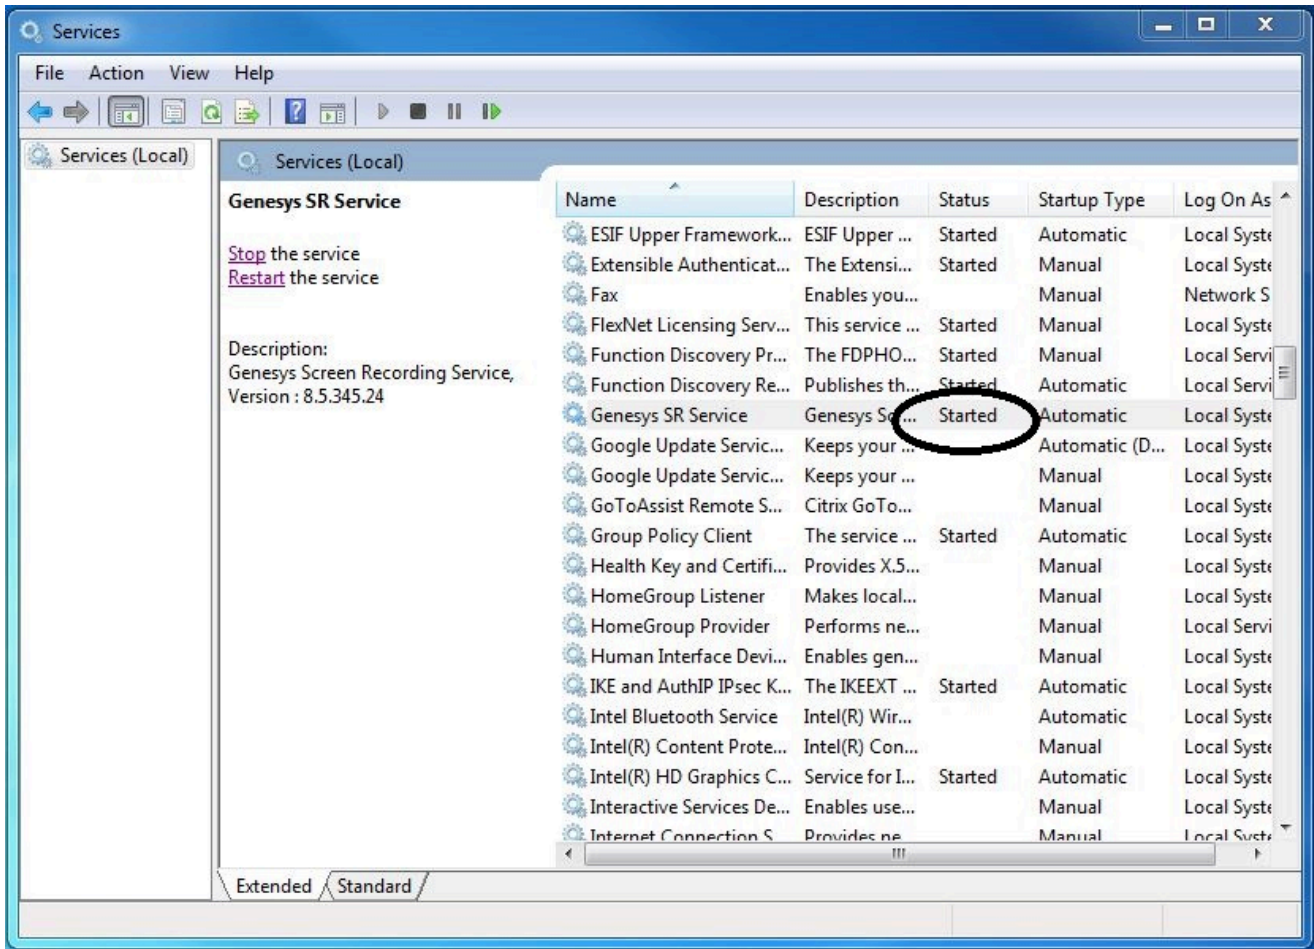 Services
File Action View Help
Services (Local)
Services (Local)
Genesys SR Service
Stop the service
Restart the service
Description:
Genesys Screen Recording Service,
Version : 8.5.345.24
Name Description Status Startup Type Log On As
ESIF Upper Framework... ESIF Upper ... Started Automatic Local Syste
Extensible Authenticat... The Extensi... Started Manual Local Syste
Fax Enables you... Manual Network S
FlexNet Licensing Serv... This service ... Started Manual Local Syste
Function Discovery Pr... The FDPHO... Started Manual Local Servi
Function Discovery Re... Publishes th... Started Automatic Local Servi
Genesys SR Service Genesys Sc... Started Automatic Local Syste
Google Update Servic... Keeps your ... Automatic (D... Local Syste
Google Update Servic... Keeps your ... Manual Local Syste
GoToAssist Remote S... Citrix GoTo... Manual Local Syste
Group Policy Client The service ... Started Automatic Local Syste
Health Key and Certifi... Provides X.5... Manual Local Syste
HomeGroup Listener Makes local... Manual Local Syste
HomeGroup Provider Performs ne... Manual Local Servi
Human Interface Devi... Enables gen... Manual Local Syste
IKE and AuthIP IPsec K... The IKEEXT ... Started Automatic Local Syste
Intel Bluetooth Service Intel(R) Wir... Automatic Local Syste
Intel(R) Content Prote... Intel(R) Con... Manual Local Syste
Intel(R) HD Graphics C... Service for I... Started Automatic Local Syste
Interactive Services De... Enables use... Manual Local Syste
Internet Connection S... Provides ne... Manual Local Syste
Extended Standard